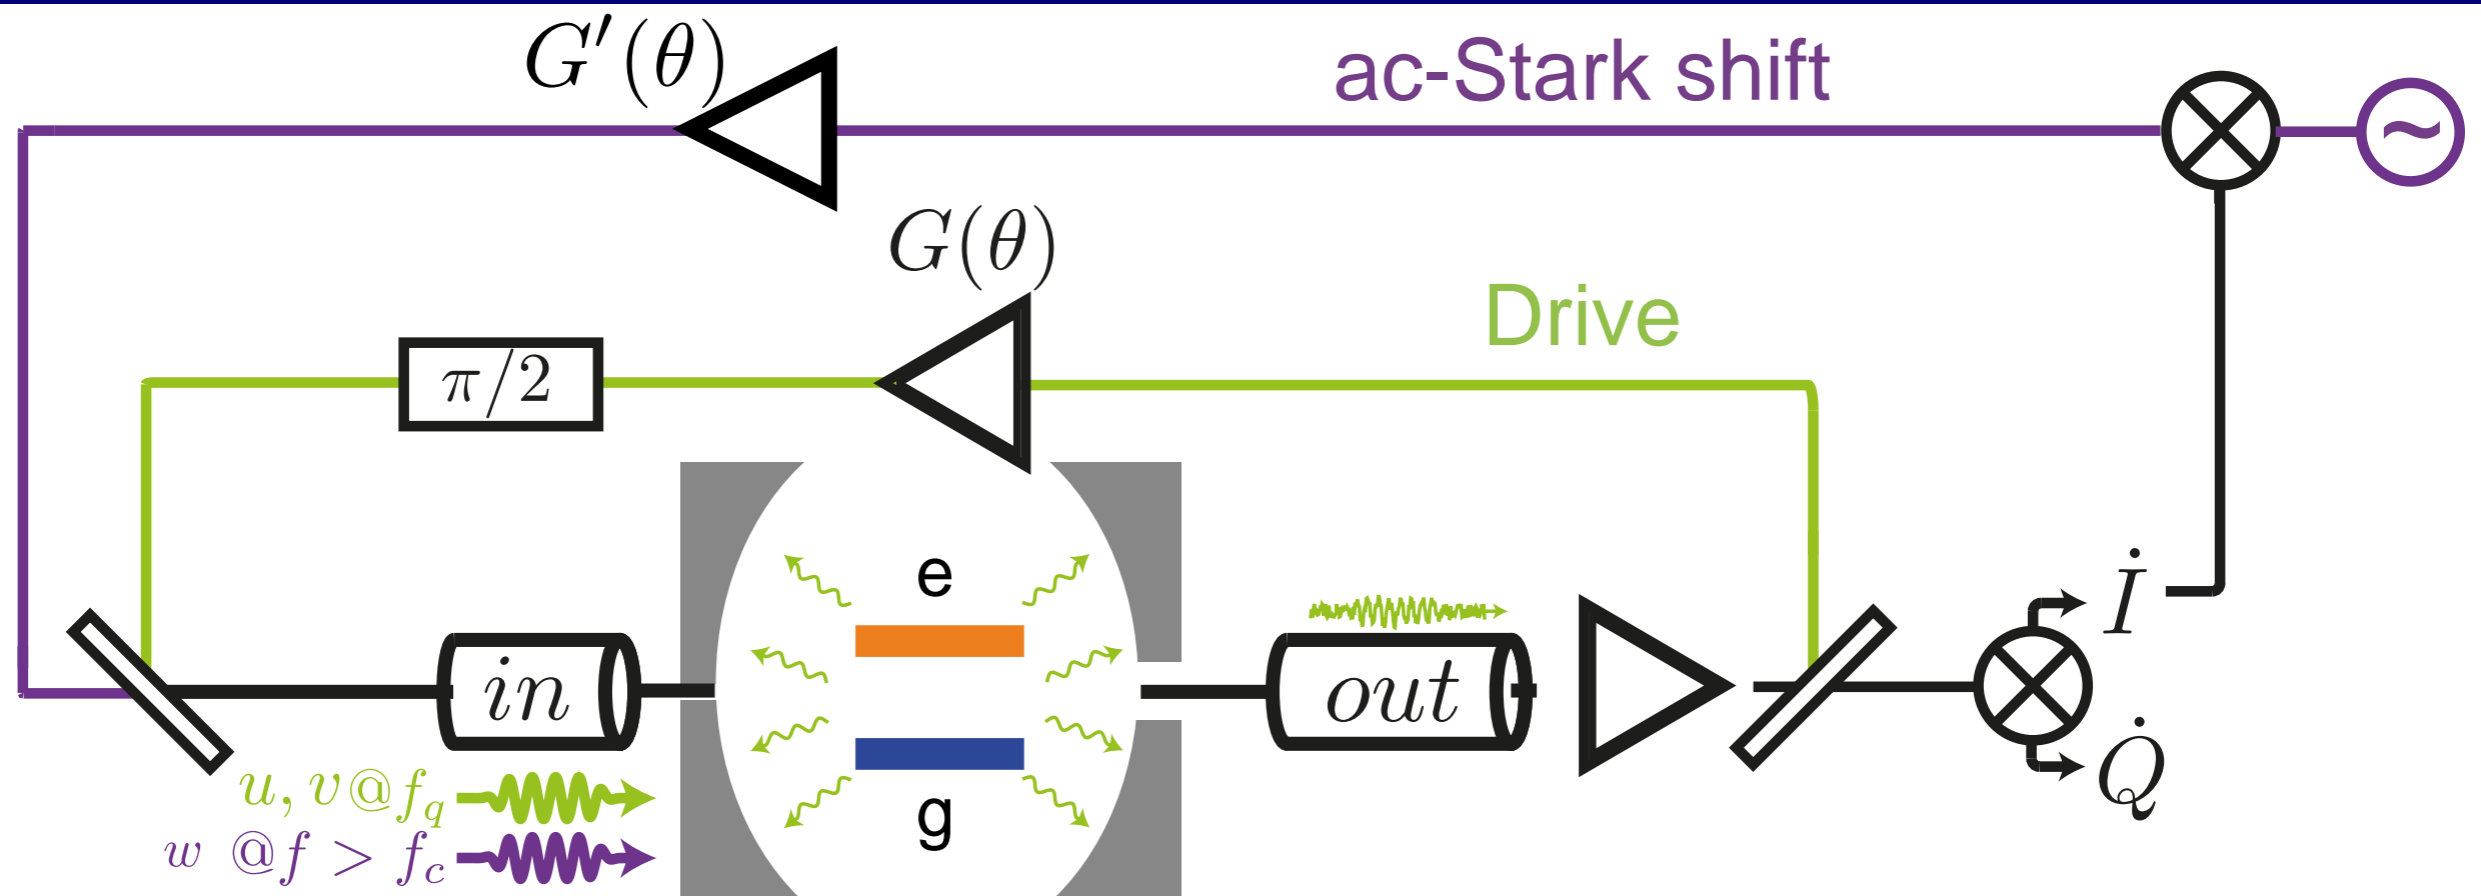 G′(θ)
ac-Stark shift
~
G(θ)
Drive
π/2
e
İ
in
out
g
Q̇
u, v@f_q
w @f > f_c